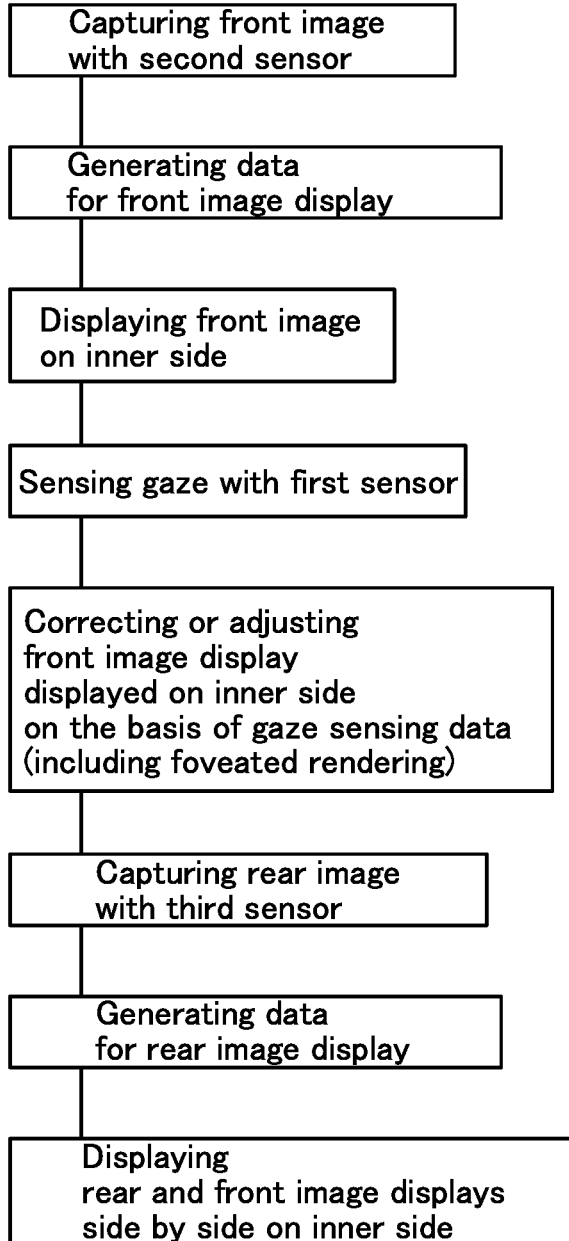 Capturing front image
with second sensor
Generating data
for front image display
Displaying front image
on inner side
Sensing gaze with first sensor
Correcting or adjusting
front image display
displayed on inner side
on the basis of gaze sensing data
(including foveated rendering)
Capturing rear image
with third sensor
Generating data
for rear image display
Displaying
rear and front image displays
side by side on inner side